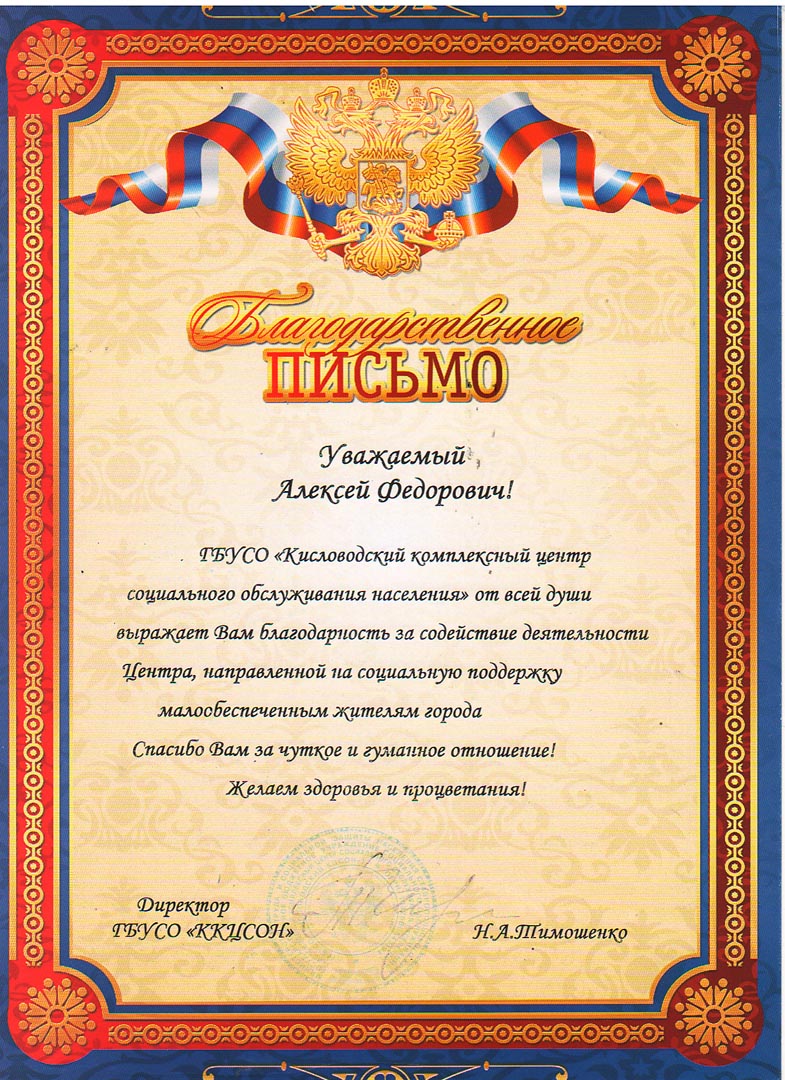 Благодарственное
ПИСЬМО
Уважаемый
Алексей Федорович!
ГБУСО «Кисловодский комплексный центр
социального обслуживания населения» от всей души
выражает Вам благодарность за содействие деятельности
Центра, направленной на социальную поддержку
малообеспеченным жителям города
Спасибо Вам за чуткое и гуманное отношение!
Желаем здоровья и процветания!
Директор
ГБУСО «ККЦСОН»
Н.А.Тимошенко